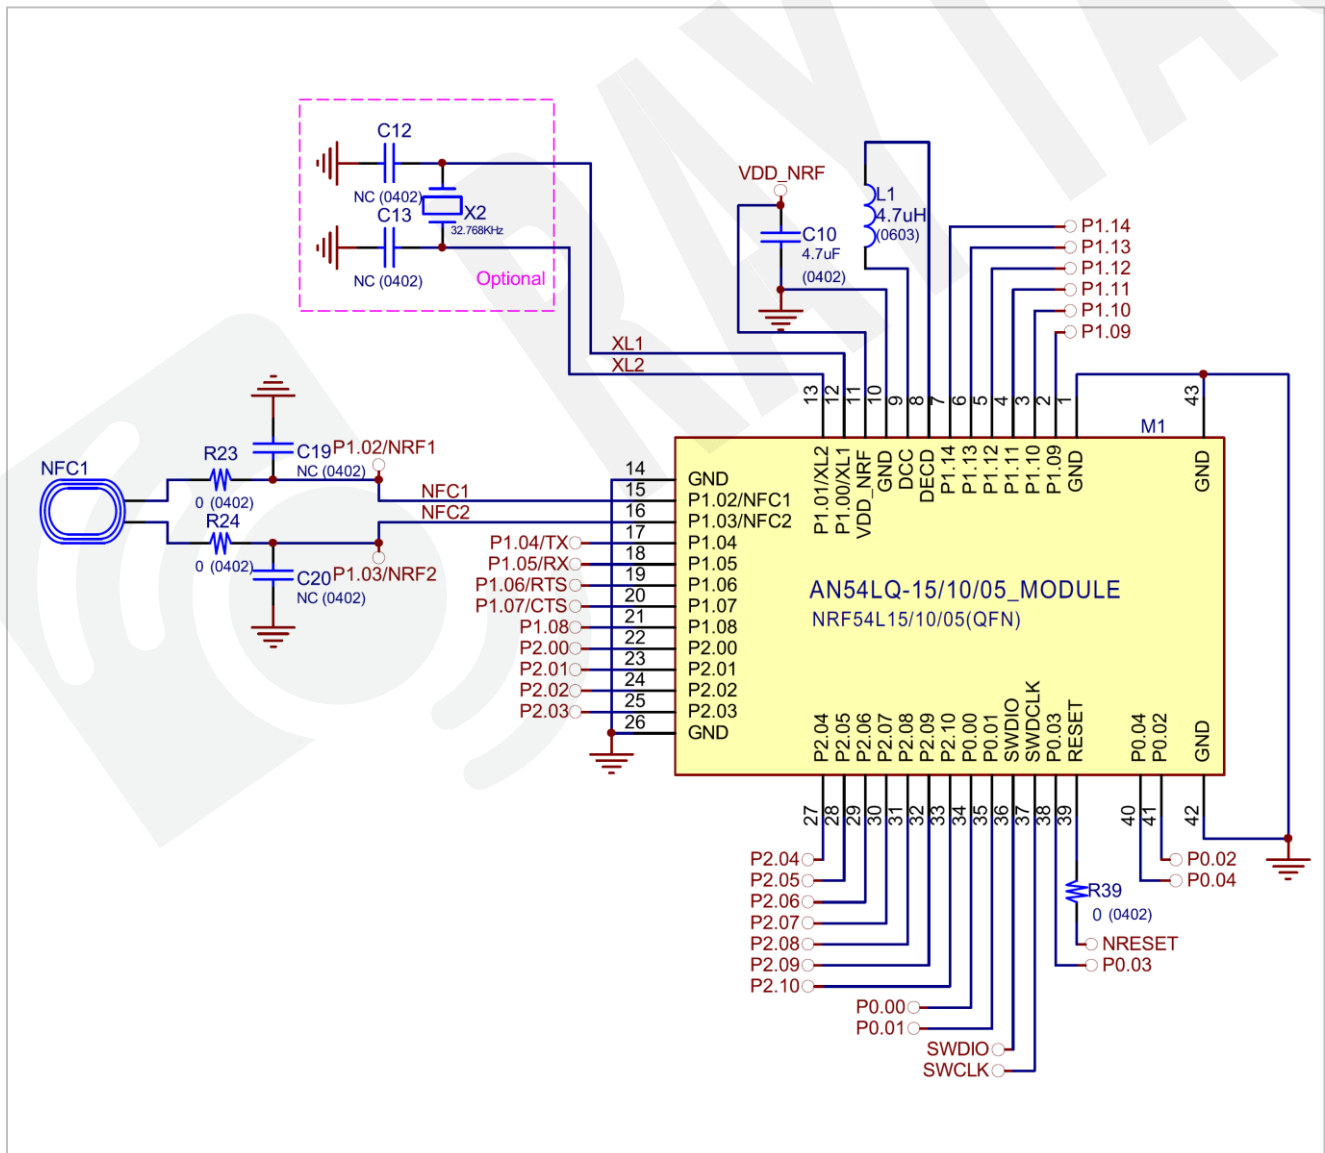 RAYTAC
C12
NC (0402)
C13
NC (0402)
X2
32.768KHz
Optional
VDD_NRF
C10
4.7uF
(0402)
L1
4.7uH
(0603)
P1.14
P1.13
P1.12
P1.11
P1.10
P1.09
XL1
XL2
13
12
11
10
9
8
7
6
5
4
3
2
1
43
M1
P1.01/XL2
P1.00/XL1
VDD_NRF
GND
DCC
DECD
P1.14
P1.13
P1.12
P1.11
P1.10
P1.09
GND
GND
NFC1
R23
0 (0402)
R24
0 (0402)
C19
NC (0402)
P1.02/NRF1
NFC1
NFC2
C20
NC (0402)
P1.03/NRF2
14 GND
15 P1.02/NFC1
16 P1.03/NFC2
P1.04/TX 17 P1.04
P1.05/RX 18 P1.05
P1.06/RTS 19 P1.06
P1.07/CTS 20 P1.07
P1.08 21 P1.08
P2.00 22 P2.00
P2.01 23 P2.01
P2.02 24 P2.02
P2.03 25 P2.03
26 GND
AN54LQ-15/10/05_MODULE
NRF54L15/10/05(QFN)
P2.04
P2.05
P2.06
P2.07
P2.08
P2.09
P2.10
P0.00
P0.01
SWDIO
SWDCLK
P0.03
RESET
P0.04
P0.02
GND
27
28
29
30
31
32
33
34
35
36
37
38
39
40
41
42
P2.04
P2.05
P2.06
P2.07
P2.08
P2.09
P2.10
P0.00
P0.01
SWDIO
SWCLK
R39
0 (0402)
NRESET
P0.03
P0.02
P0.04